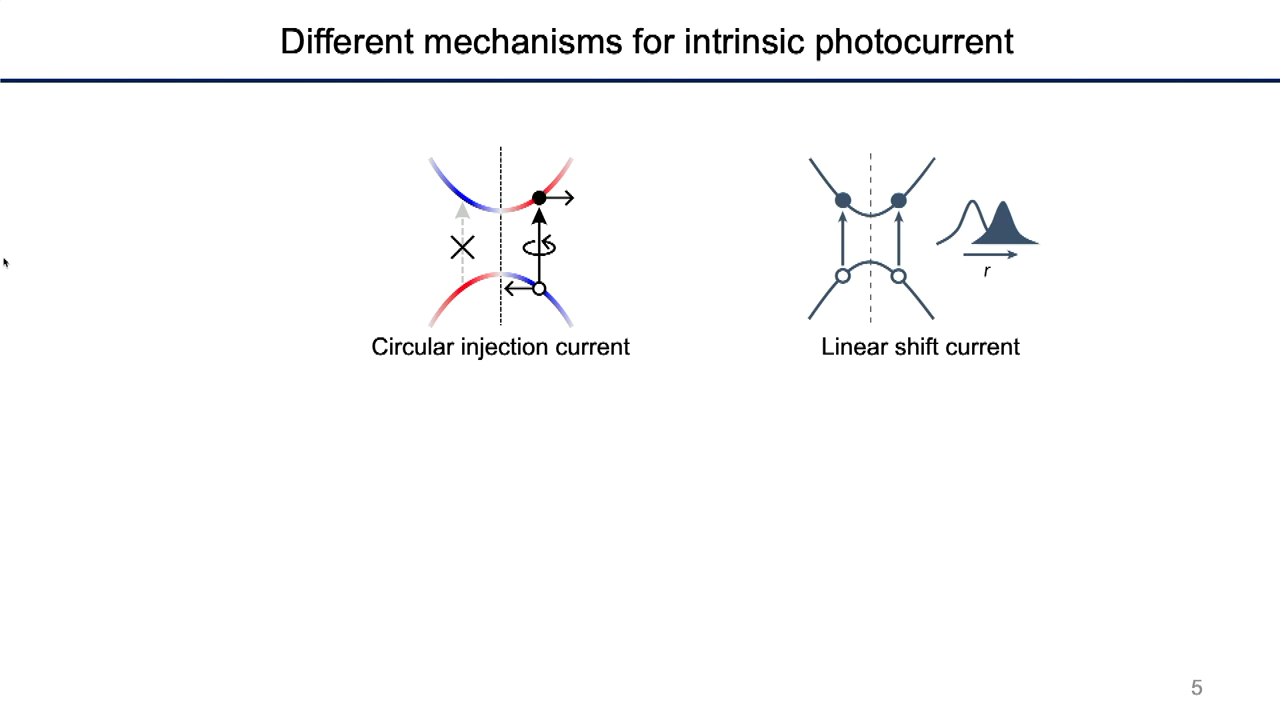 Different mechanisms for intrinsic photocurrent
r
Circular injection current
Linear shift current
5